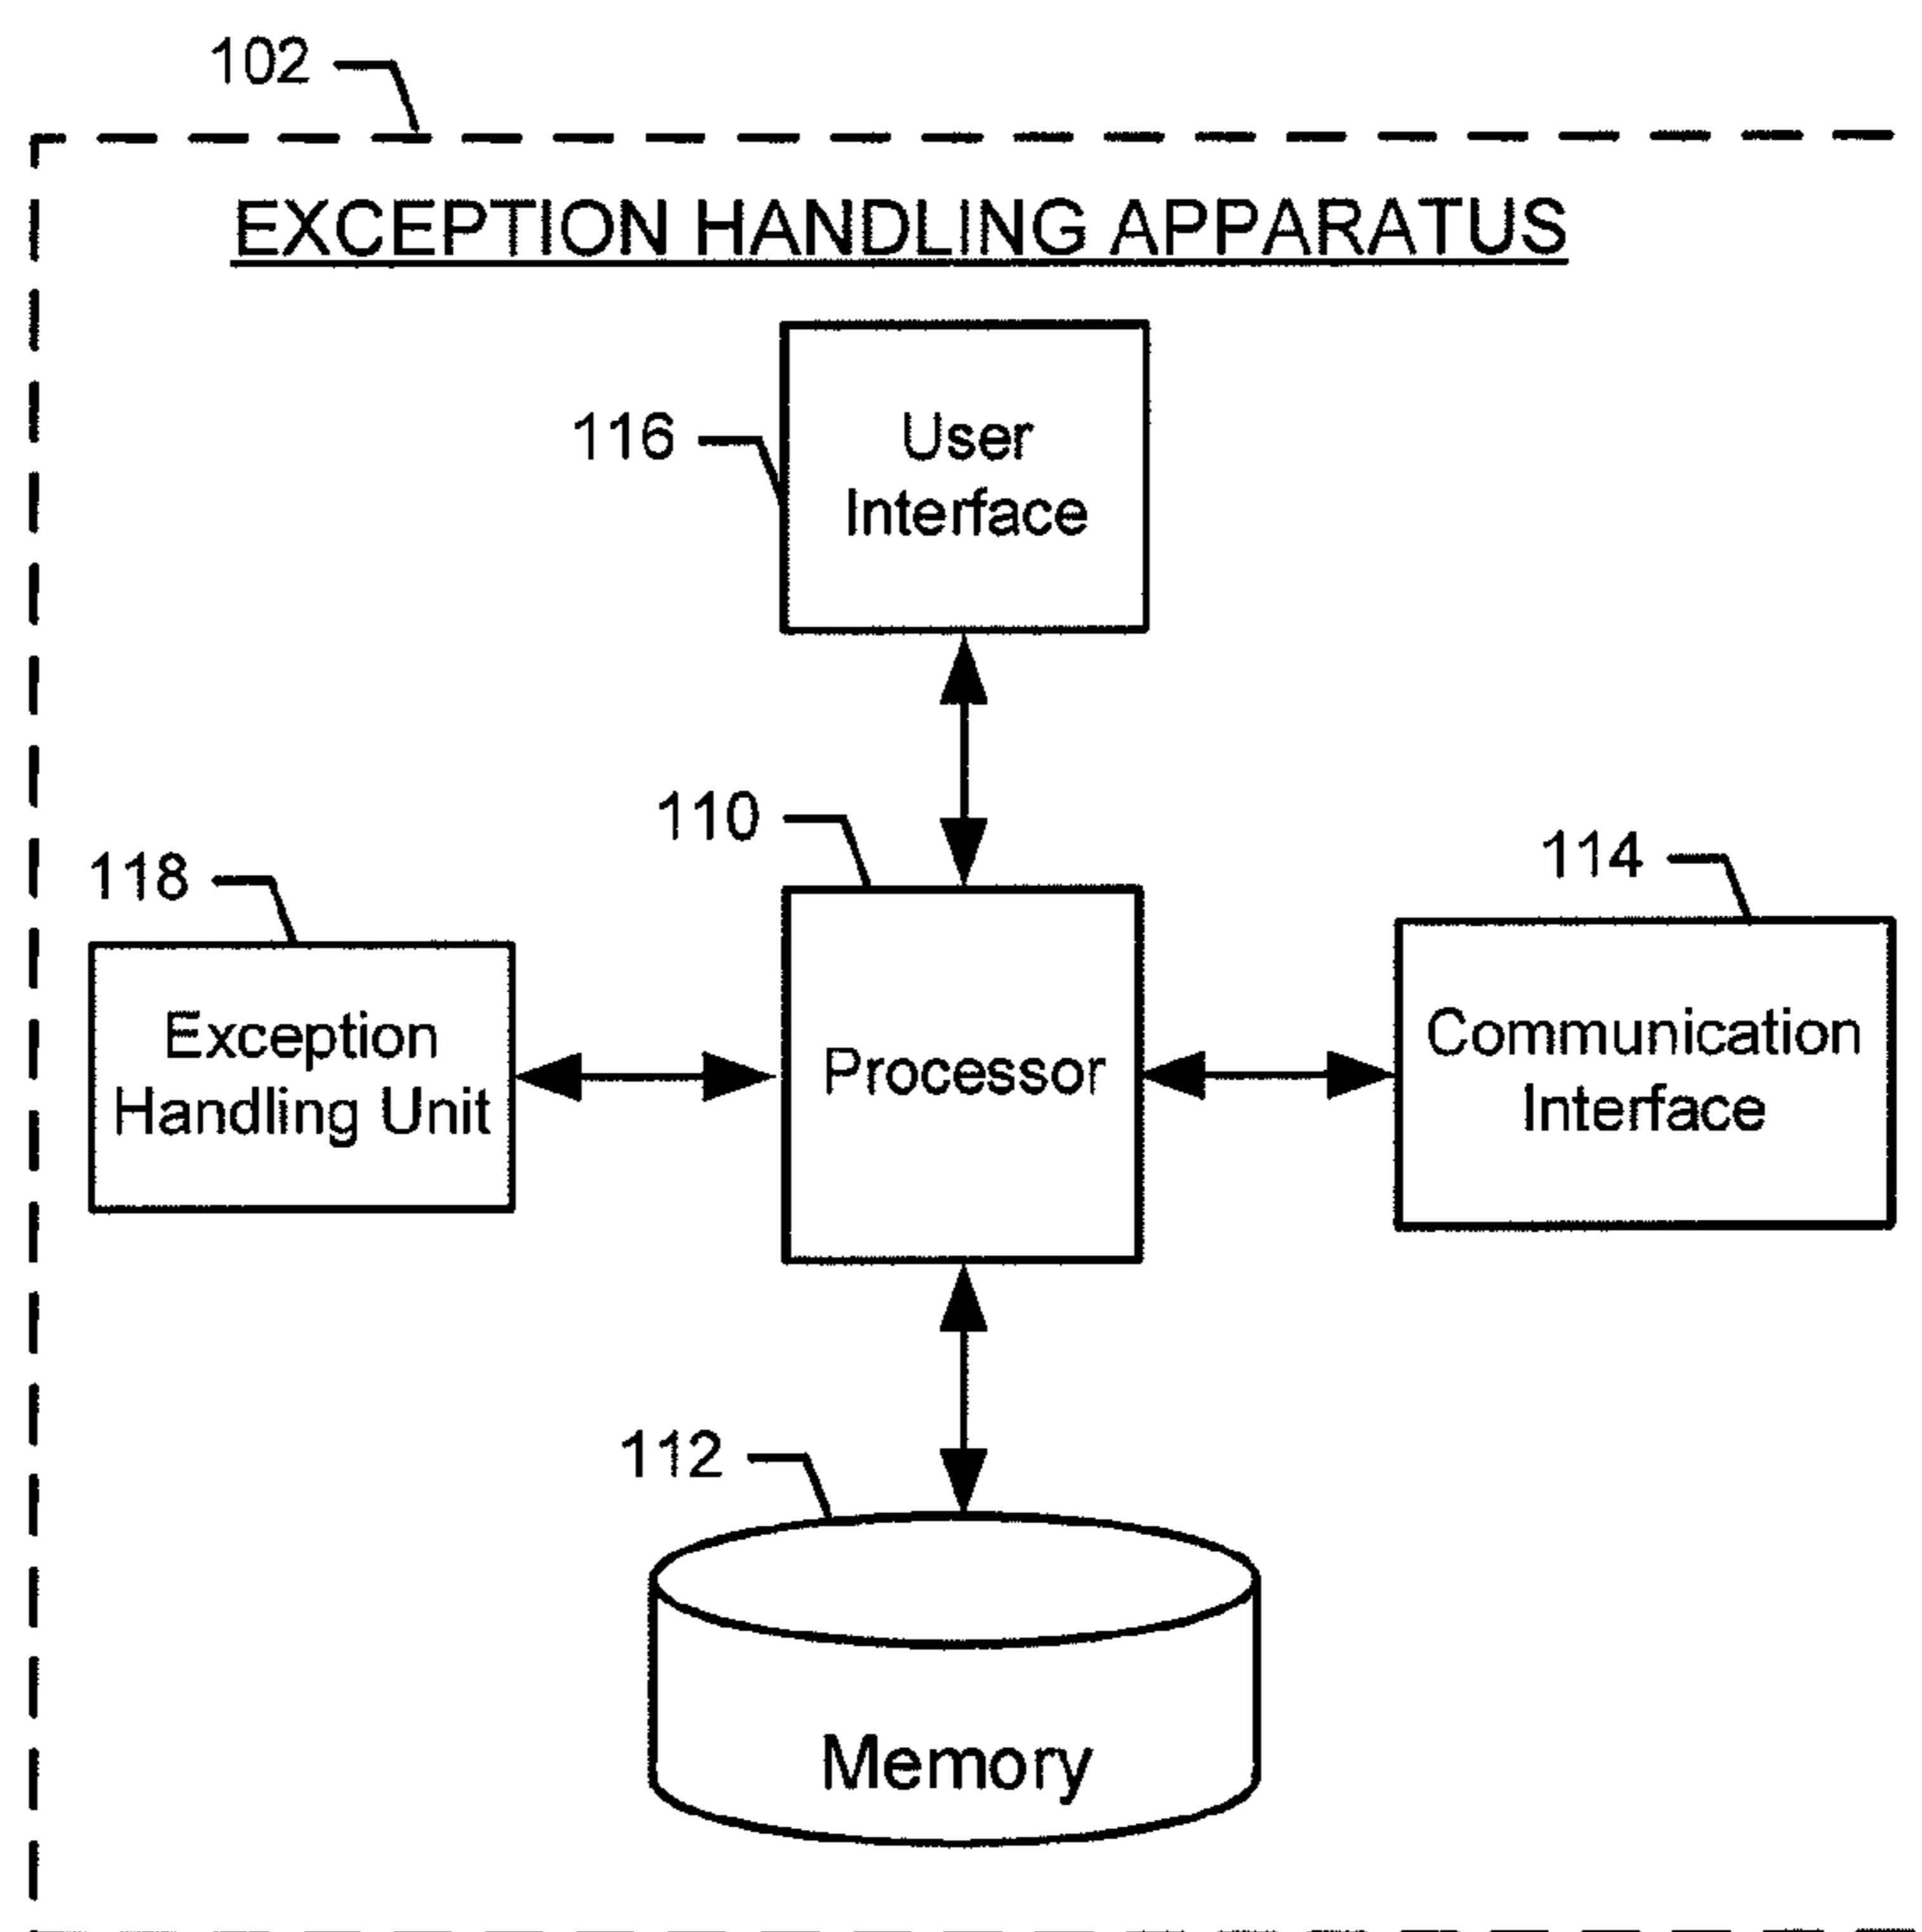 102
EXCEPTION HANDLING APPARATUS
116
User
Interface
110
118
114
Exception
Handling Unit
Processor
Communication
Interface
112
Memory